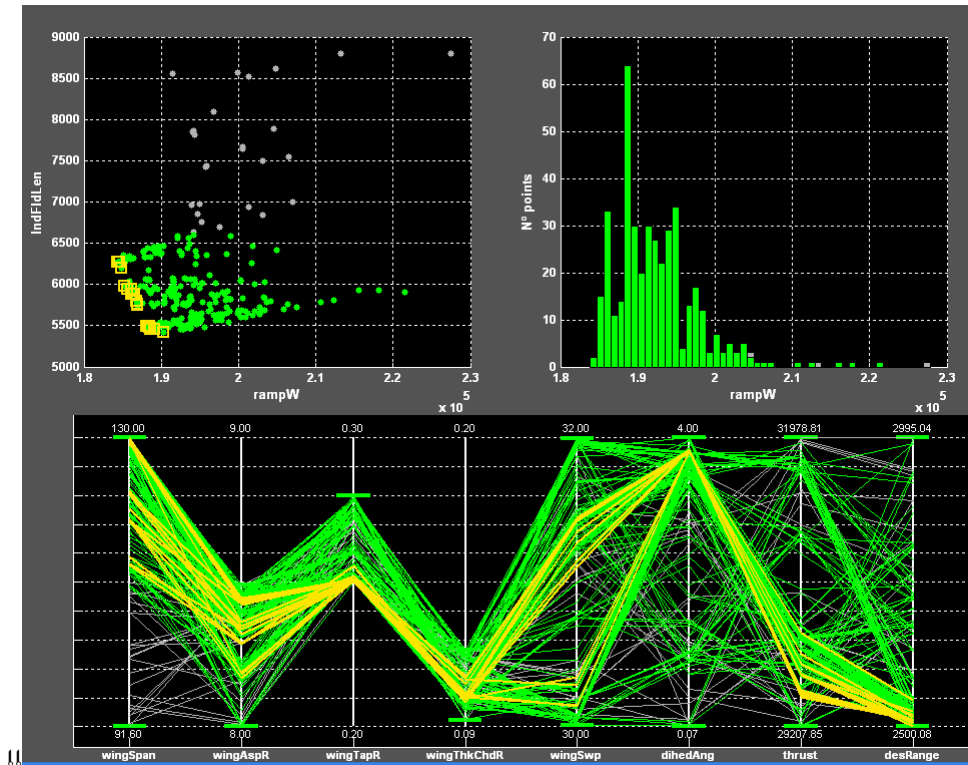 9000
8500
8000
7500
7000
6500
6000
5500
5000
IndFldLen
1.8 1.9 2 2.1 2.2 2.3
rampW
x 10 5
70
60
50
40
30
20
10
0
N° points
1.8 1.9 2 2.1 2.2 2.3
rampW
x 10 5
130.00 9.00 0.30 0.20 32.00 4.00 31978.81 2995.04
91.60 8.00 0.20 0.09 30.00 0.07 29207.85 2500.08
wingSpan wingAspR wingTapR wingThkChdR wingSwp dihedAng thrust desRange